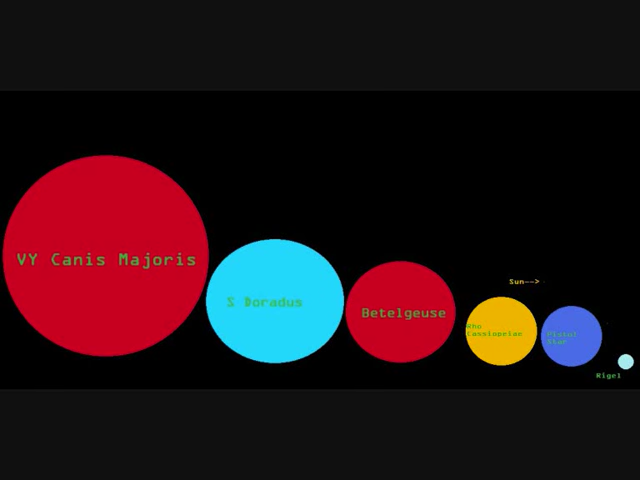 VY Canis Majoris
S Doradus
Betelgeuse
Sun-->
Rho
Cassiopeiae
Pistol
Star
Rigel